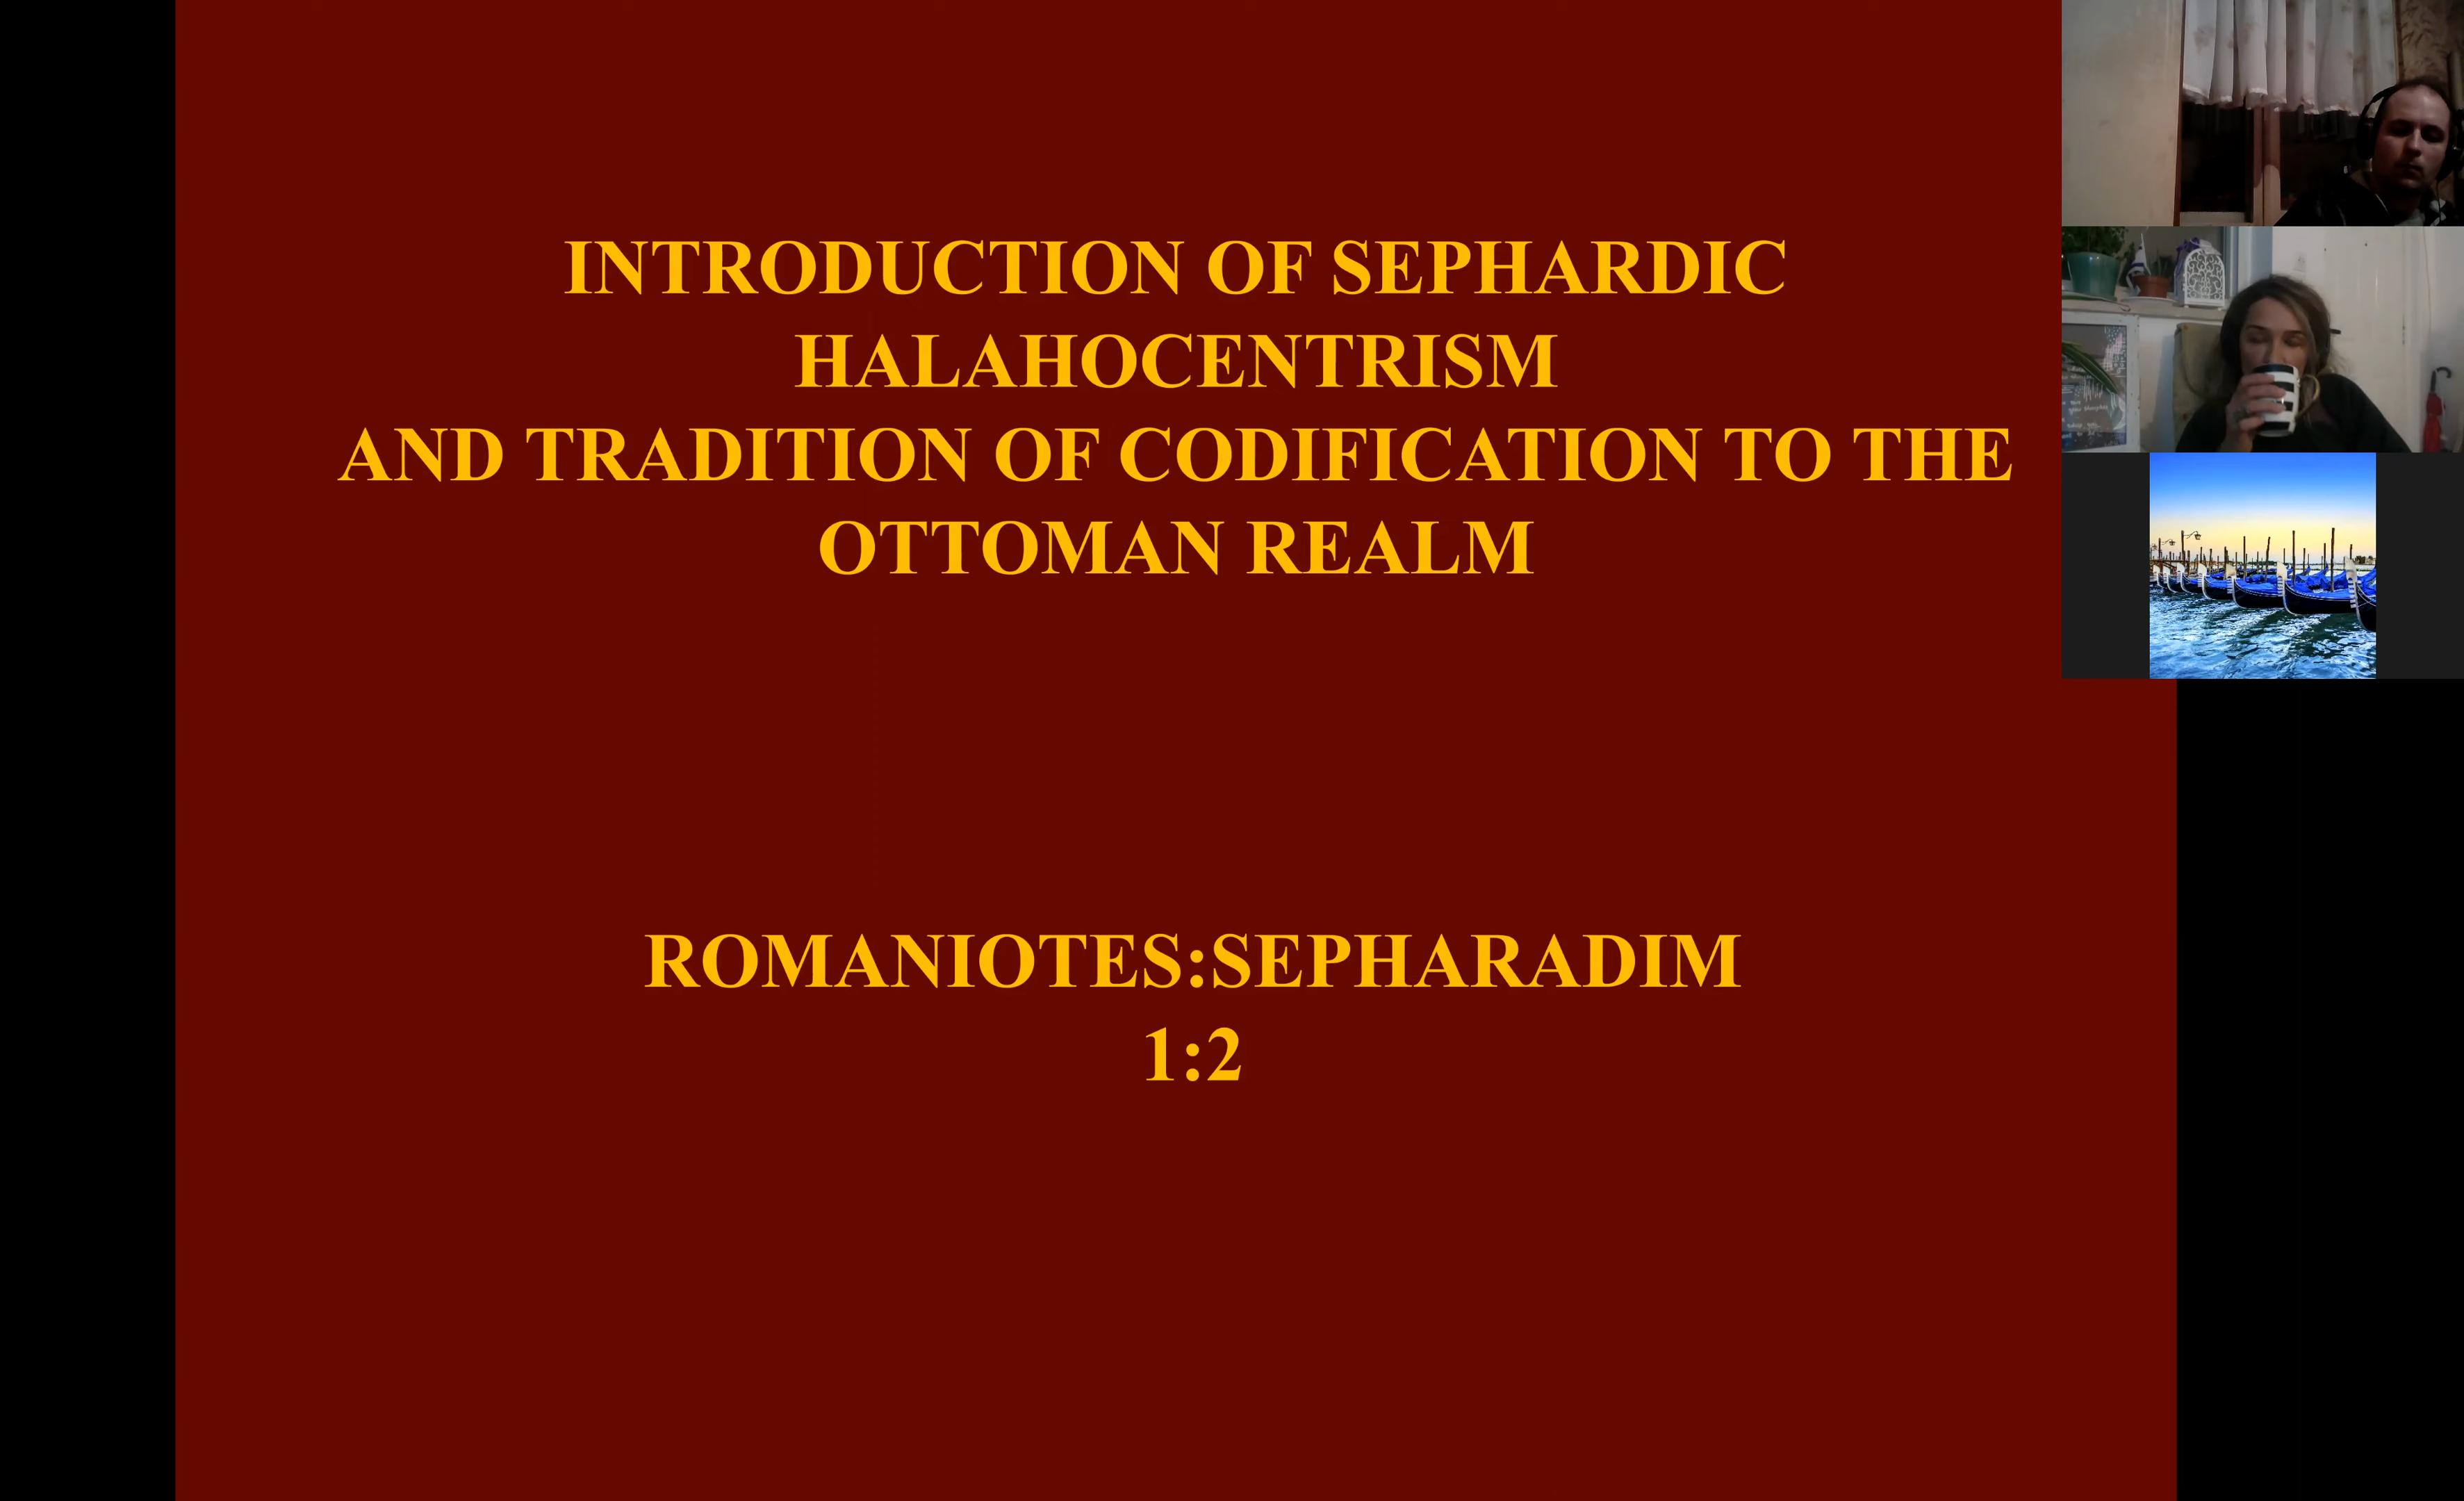 INTRODUCTION OF SEPHARDIC
HALAHOCENTRISM
AND TRADITION OF CODIFICATION TO THE
OTTOMAN REALM
ROMANIOTES:SEPHARADIM
1:2